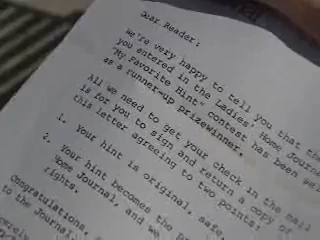 Dear Reader:
We're very happy to tell you that the
you entered in the Ladies' Home Journ
"My Favorite Hint" contest has been sel
as a runner-up prizewinner.
All we need to get your check in the mail
is for you to sign and return a copy of
this letter agreeing to two points:
1. Your hint is original, safe
2. Your hint becomes the
Home Journal, and we
rights.
Congratulations,
to the Journal